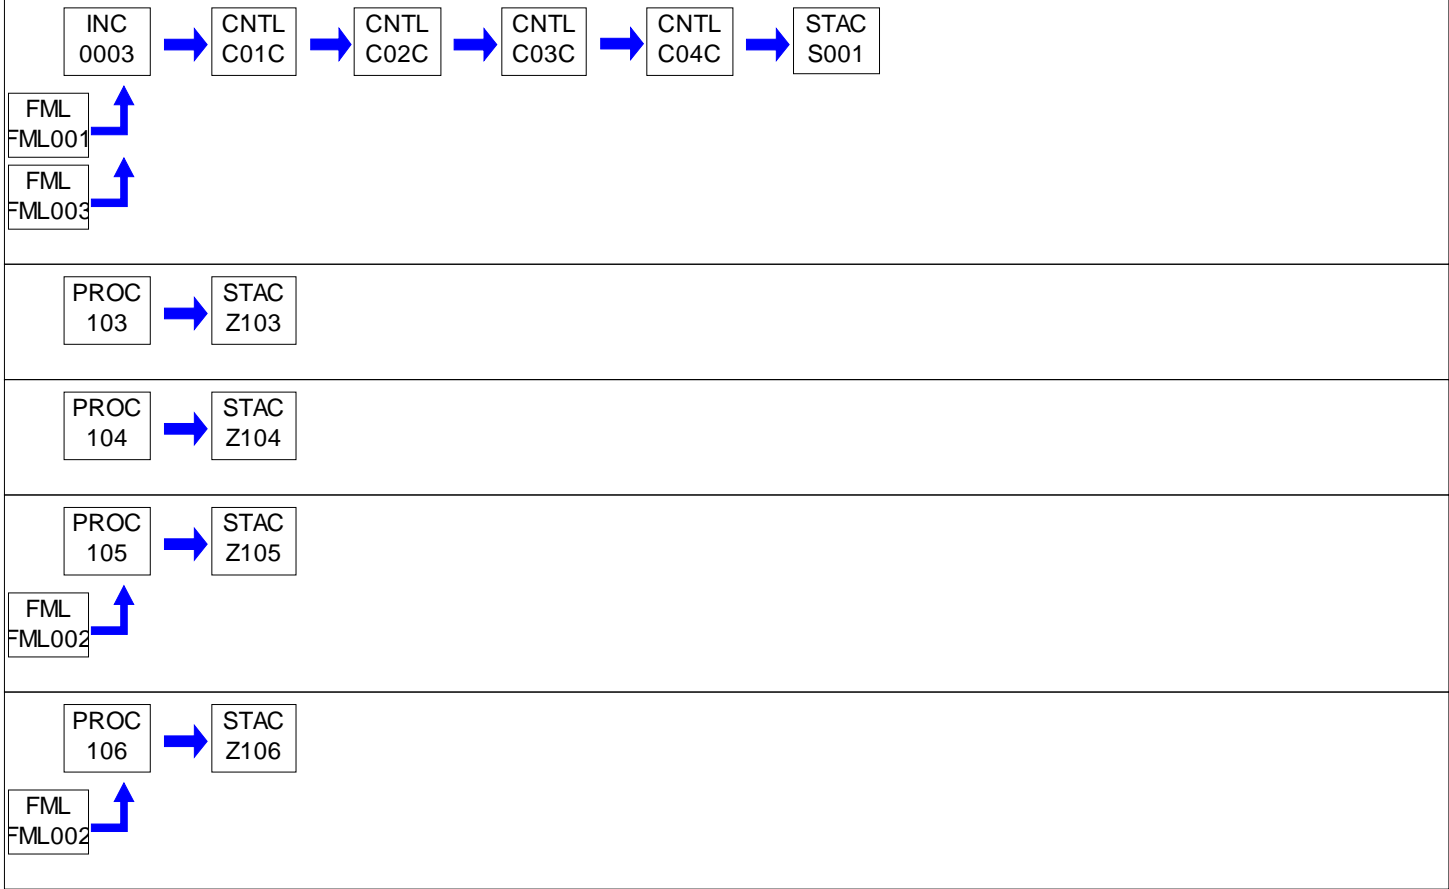 INC
0003
CNTL
C01C
CNTL
C02C
CNTL
C03C
CNTL
C04C
STAC
S001
FML
FML001
FML
FML003
PROC
103
STAC
Z103
PROC
104
STAC
Z104
PROC
105
STAC
Z105
FML
FML002
PROC
106
STAC
Z106
FML
FML002